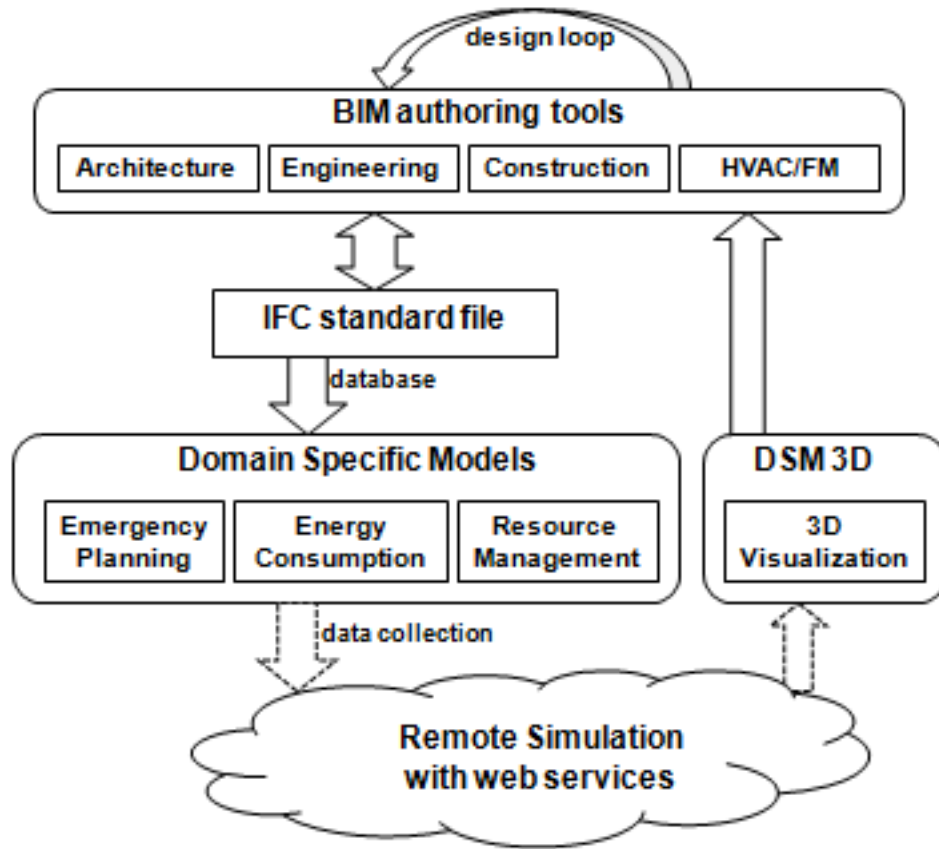 design loop
BIM authoring tools
Architecture
Engineering
Construction
HVAC/FM
IFC standard file
database
Domain Specific Models
Emergency
Planning
Energy
Consumption
Resource
Management
DSM 3D
3D
Visualization
data collection
Remote Simulation
with web services